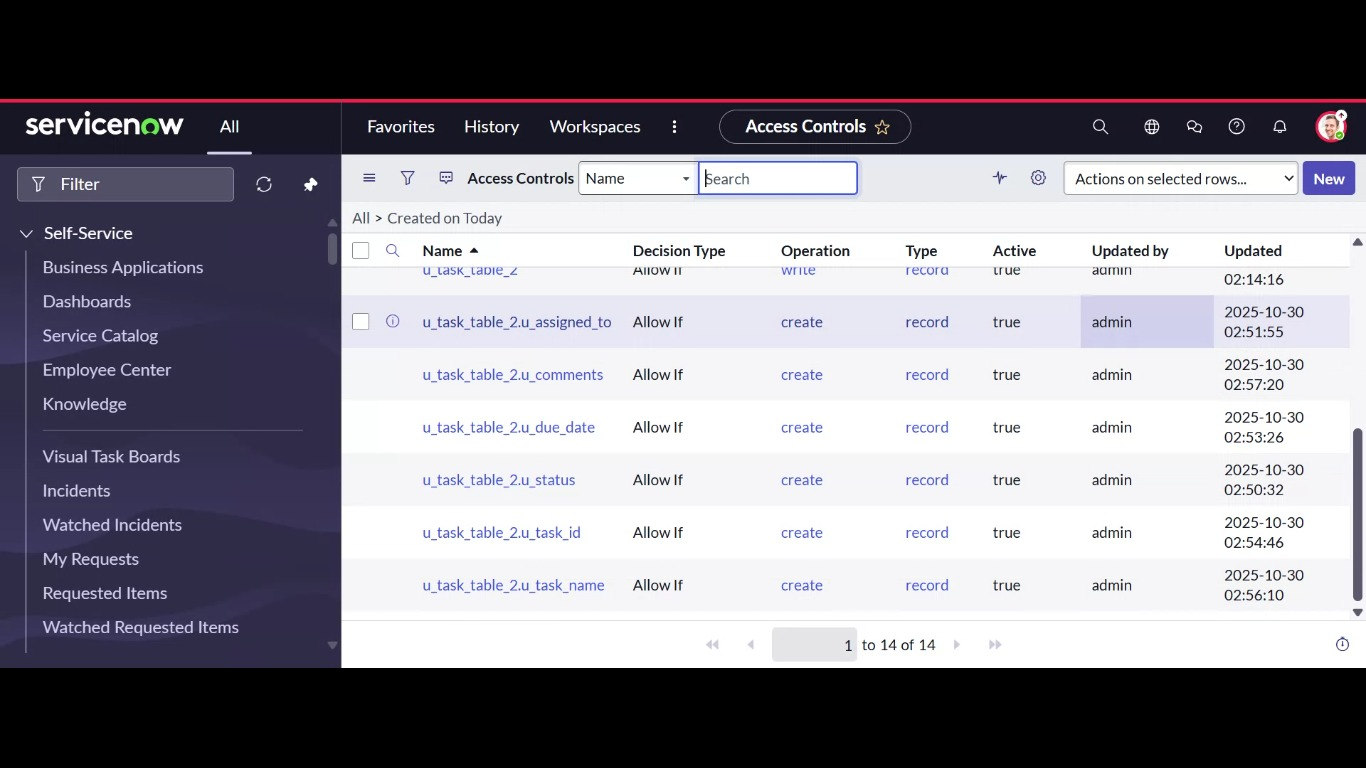 servicenow All Favorites History Workspaces Access Controls
Filter
Access Controls Name Search Actions on selected rows... New
All > Created on Today
Self-Service
Business Applications
Dashboards
Service Catalog
Employee Center
Knowledge
Visual Task Boards
Incidents
Watched Incidents
My Requests
Requested Items
Watched Requested Items
Name Decision Type Operation Type Active Updated by Updated
u_task_table_2 Allow If write record true admin 02:14:16
u_task_table_2.u_assigned_to Allow If create record true admin 2025-10-30 02:51:55
u_task_table_2.u_comments Allow If create record true admin 2025-10-30 02:57:20
u_task_table_2.u_due_date Allow If create record true admin 2025-10-30 02:53:26
u_task_table_2.u_status Allow If create record true admin 2025-10-30 02:50:32
u_task_table_2.u_task_id Allow If create record true admin 2025-10-30 02:54:46
u_task_table_2.u_task_name Allow If create record true admin 2025-10-30 02:56:10
1 to 14 of 14